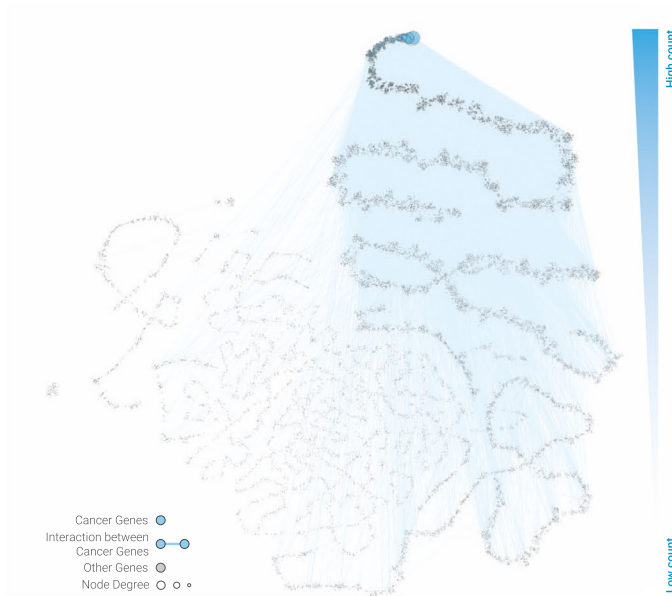 High count
Low count
Cancer Genes
Interaction between
Cancer Genes
Other Genes
Node Degree